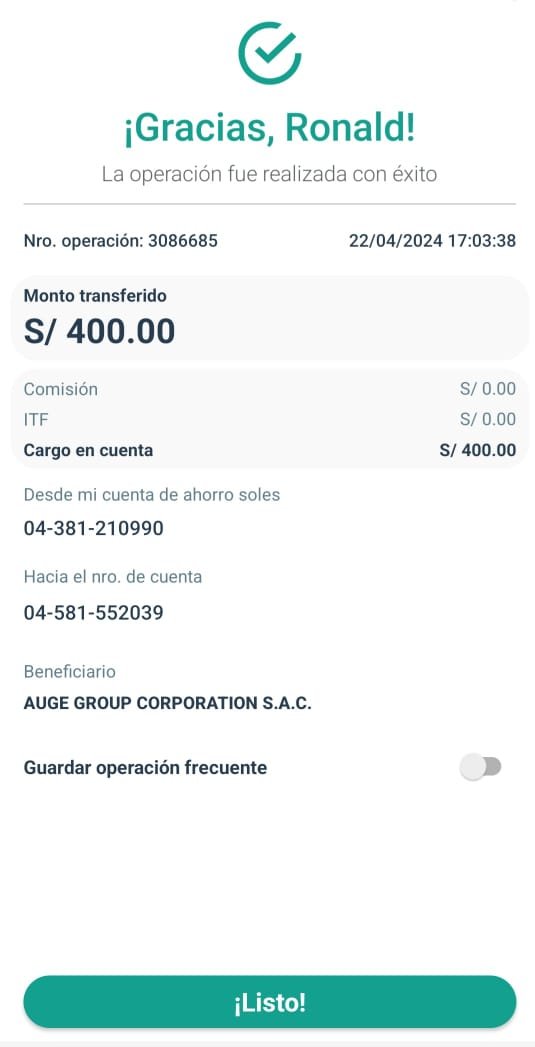 ¡Gracias, Ronald!
La operación fue realizada con éxito
Nro. operación: 3086685 22/04/2024 17:03:38
Monto transferido
S/ 400.00
Comisión S/ 0.00
ITF S/ 0.00
Cargo en cuenta S/ 400.00
Desde mi cuenta de ahorro soles
04-381-210990
Hacia el nro. de cuenta
04-581-552039
Beneficiario
AUGE GROUP CORPORATION S.A.C.
Guardar operación frecuente
¡Listo!